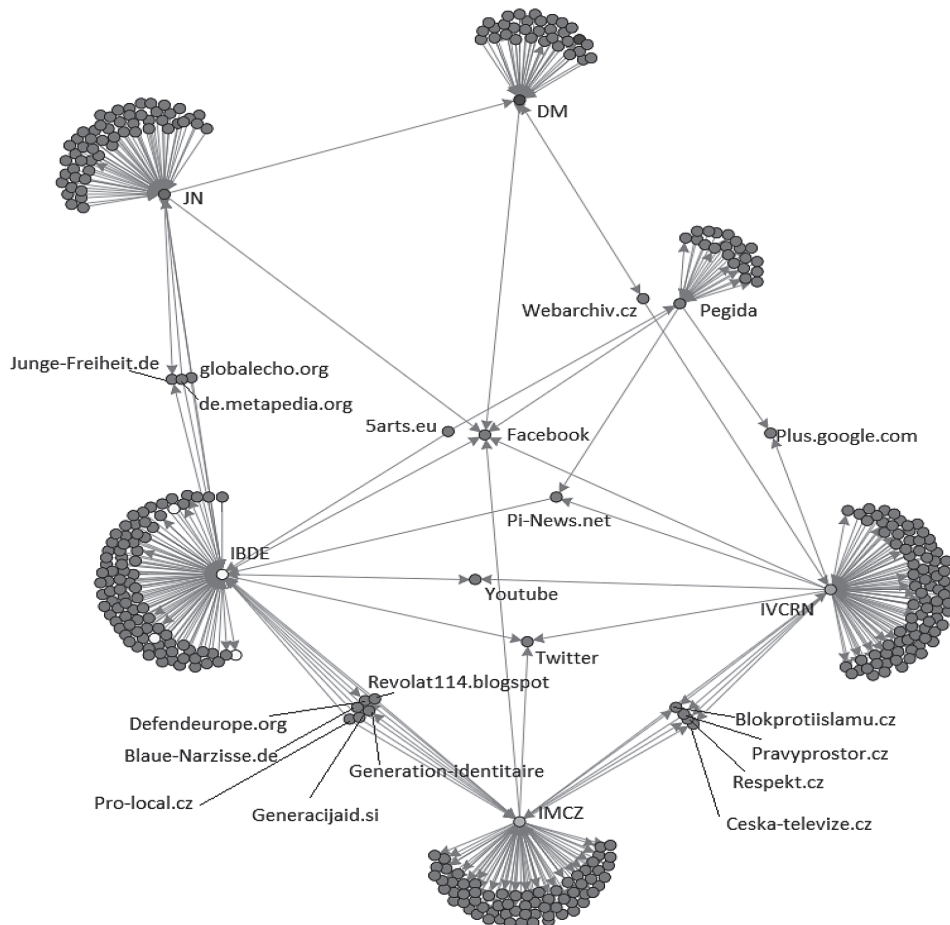 DM
JN
Webarchiv.cz
Pegida
Junge-Freiheit.de
globalecho.org
de.metapedia.org
5arts.eu
Facebook
Plus.google.com
Pi-News.net
IBDE
Youtube
IVCRN
Twitter
Revolat114.blogspot
Defendeurope.org
Blokprotiislamu.cz
Blaue-Narzisse.de
Pravyprostor.cz
Generation-identitaire
Respekt.cz
Pro-local.cz
Generacijaid.si
IMCZ
Ceska-televize.cz